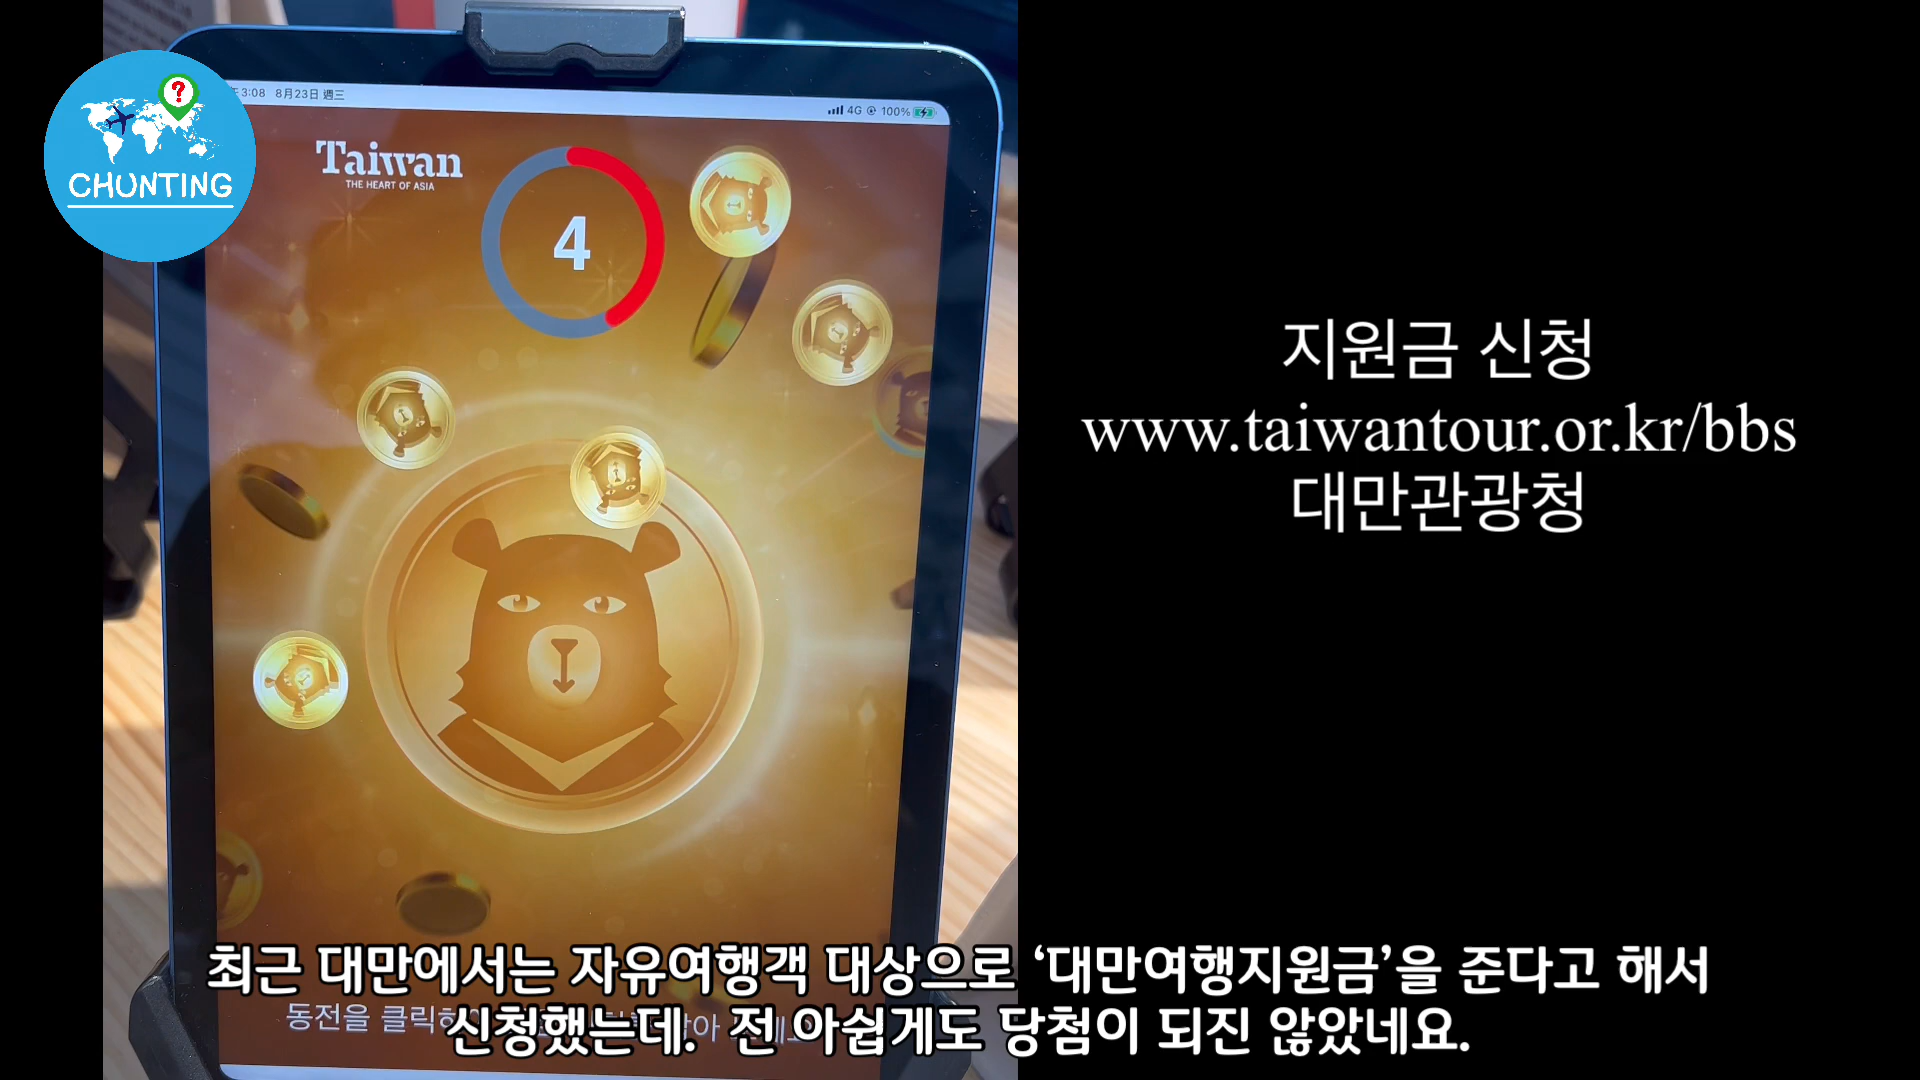 ?
CHUNTING
3:08 8月23日 週三
4G 100%
Taiwan
THE HEART OF ASIA
4
지원금 신청
www.taiwantour.or.kr/bbs
대만관광청
최근 대만에서는 자유여행객 대상으로 ‘대만여행지원금’을 준다고 해서
동전을
신청했는데. 전 아쉽게도 당첨이 되진 않았네요.